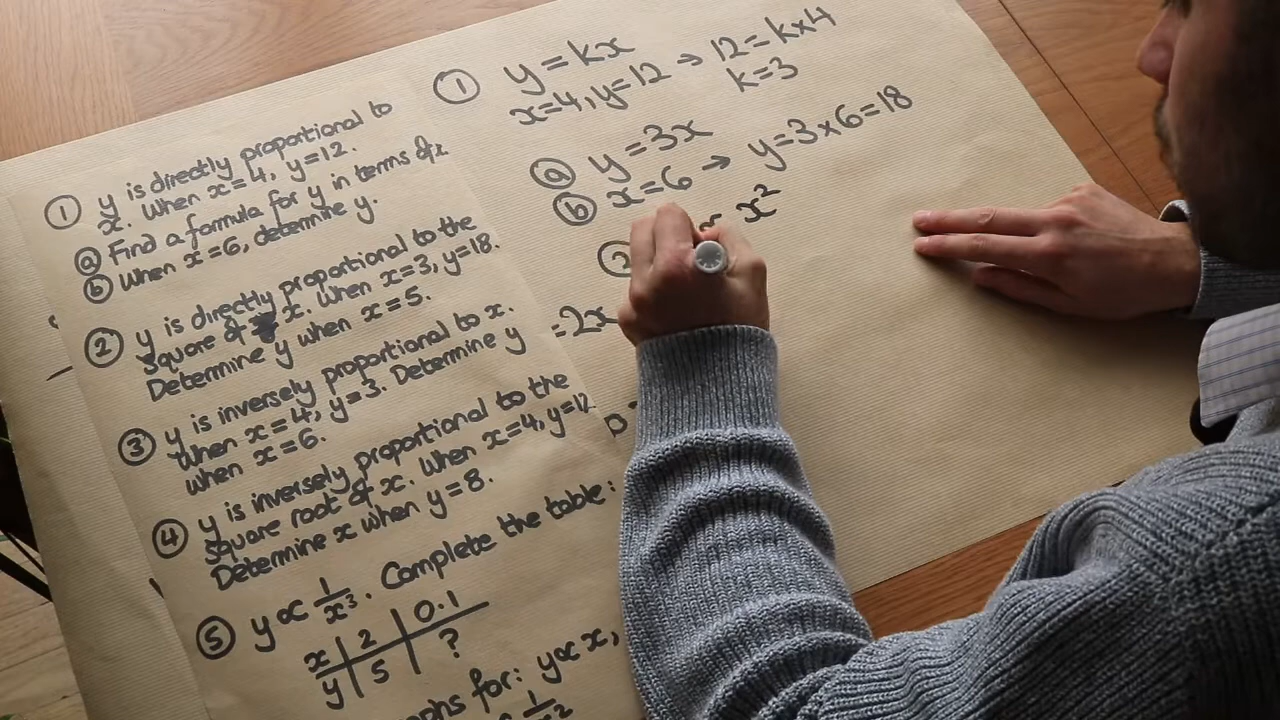 ① y is directly proportional to
x. When x=4, y=12.
ⓐ Find a formula for y in terms of x
ⓑ When x=6, determine y.
② y is directly proportional to the
square of x. When x=3, y=18.
Determine y when x=5.
③ y is inversely proportional to x.
When x=4, y=3. Determine y
when x=6.
④ y is inversely proportional to the
square root of x. When x=4, y=12
Determine x when y=8.
⑤ y∝1/x³. Complete the table:
x | 2 | 0.1
y | 5 | ?
for: y∝x,
① y=kx
x=4, y=12 → 12=k×4
k=3
ⓐ y=3x
ⓑ x=6 → y=3×6=18
② x²
=2x